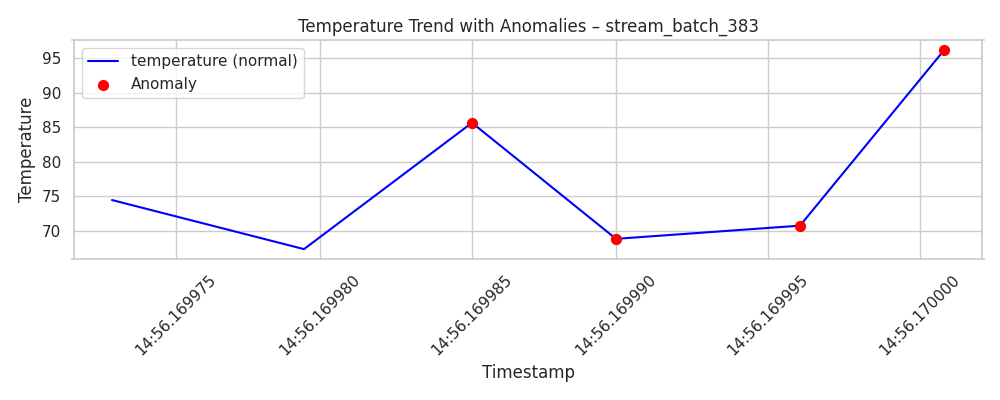 Temperature Trend with Anomalies – stream_batch_383
temperature (normal)
Anomaly
Temperature
95
90
85
80
75
70
14:56.169975
14:56.169980
14:56.169985
14:56.169990
14:56.169995
14:56.170000
Timestamp